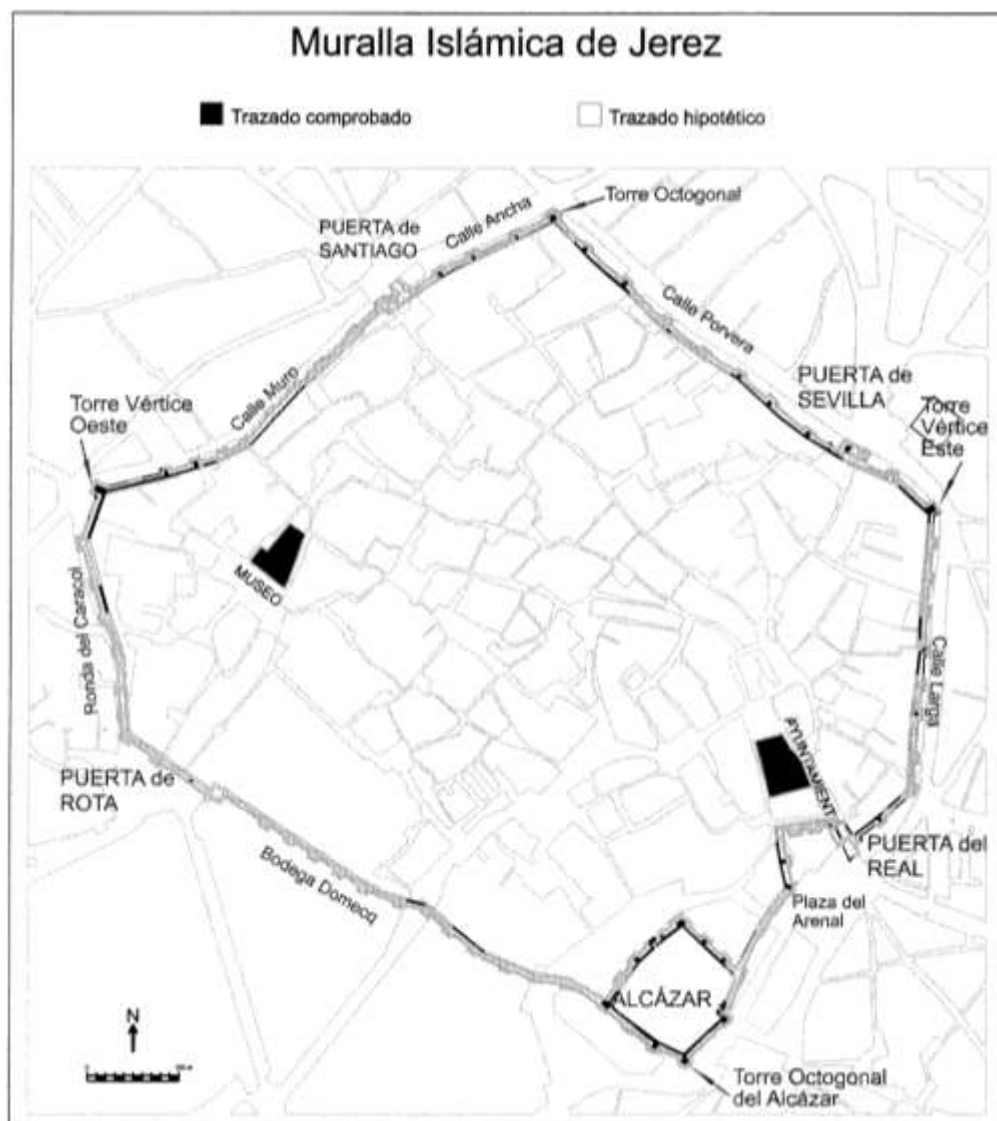 Muralla Islámica de Jerez
Trazado comprobado
Trazado hipotético
Torre Octogonal
PUERTA de
SANTIAGO
Calle Ancha
Calle Porvera
PUERTA de
SEVILLA
Torre Vértice
Oeste
Calle Muro
Torre
Vértice
Este
MUSEO
Ronda del Caracol
Calle Larga
PUERTA de
ROTA
AYUNTAMIENT
PUERTA del
REAL
Bodega Domecq
Plaza del
Arenal
ALCÁZAR
N
0
Torre Octogonal
del Alcázar